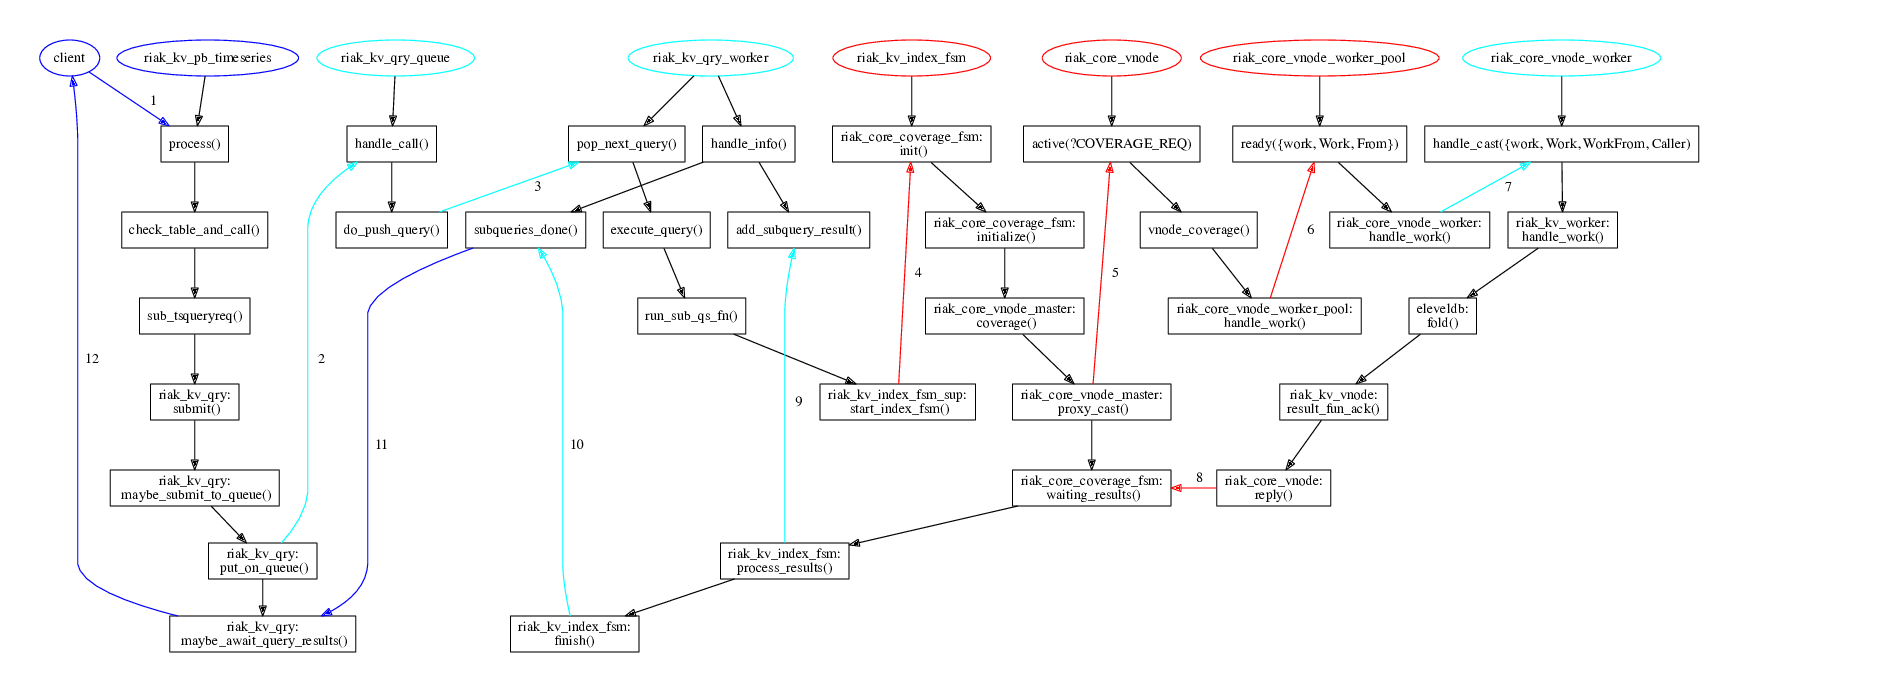 client
riak_kv_pb_timeseries
riak_kv_qry_queue
riak_kv_qry_worker
riak_kv_index_fsm
riak_core_vnode
riak_core_vnode_worker_pool
riak_core_vnode_worker
1
process()
handle_call()
pop_next_query()
handle_info()
riak_core_coverage_fsm:
init()
active(?COVERAGE_REQ)
ready({work, Work, From})
handle_cast({work, Work, WorkFrom, Caller)
3
7
check_table_and_call()
do_push_query()
subqueries_done()
execute_query()
add_subquery_result()
riak_core_coverage_fsm:
initialize()
vnode_coverage()
6
riak_core_vnode_worker:
handle_work()
riak_kv_worker:
handle_work()
4
5
sub_tsqueryreq()
run_sub_qs_fn()
riak_core_vnode_master:
coverage()
riak_core_vnode_worker_pool:
handle_work()
eleveldb:
fold()
12
2
riak_kv_qry:
submit()
9
riak_kv_index_fsm_sup:
start_index_fsm()
riak_core_vnode_master:
proxy_cast()
riak_kv_vnode:
result_fun_ack()
11
10
riak_kv_qry:
maybe_submit_to_queue()
riak_core_coverage_fsm:
waiting_results()
8
riak_core_vnode:
reply()
riak_kv_qry:
put_on_queue()
riak_kv_index_fsm:
process_results()
riak_kv_qry:
maybe_await_query_results()
riak_kv_index_fsm:
finish()